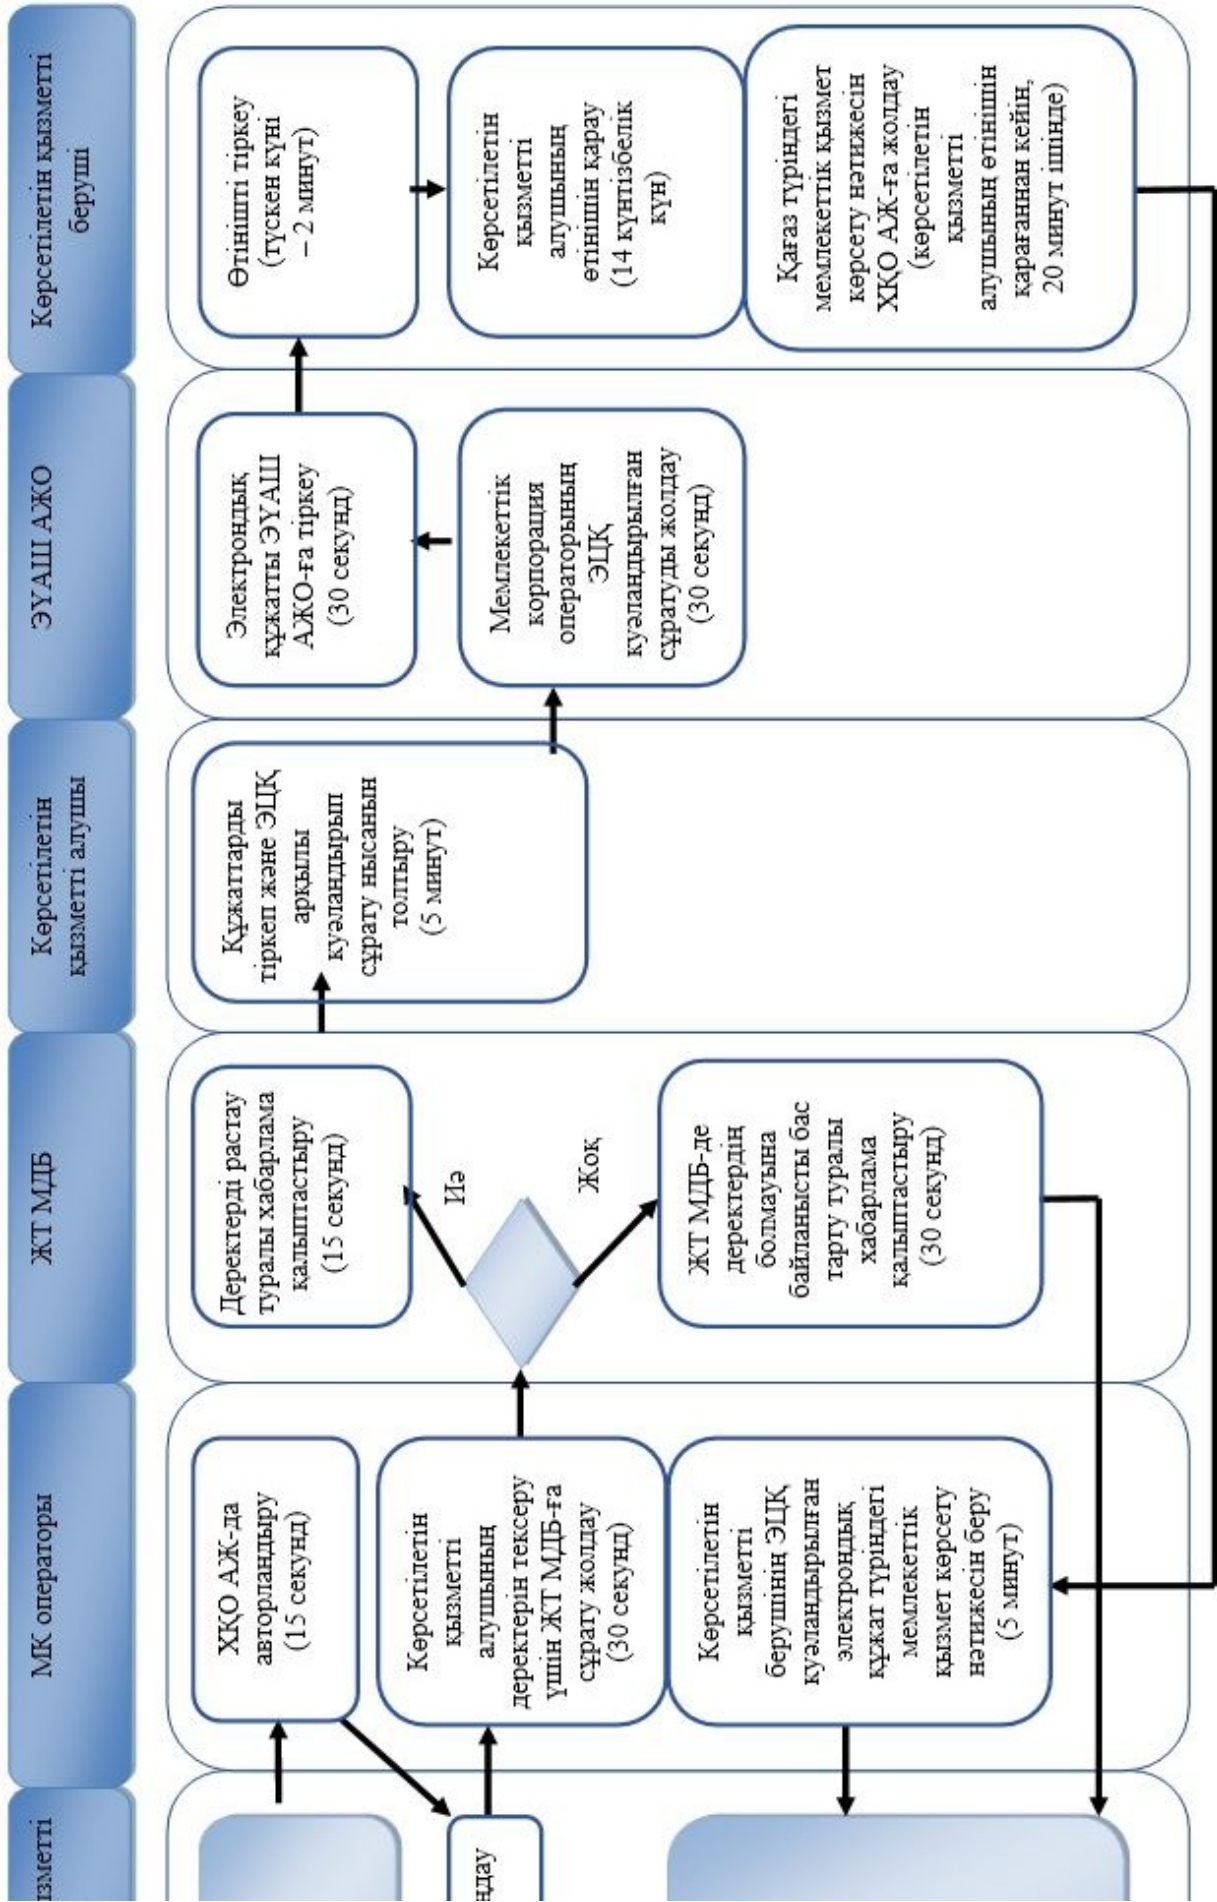 ызметті
МК операторы
ЖТ МДБ
Көрсетілетін
қызметті алушы
ЭҮАШ АЖО
Көрсетілетін қызметті
беруші
ндау
ХҚО АЖ-да
авторландыру
(15 секунд)
Көрсетілетін
қызметті
алушының
деректерін тексеру
үшін ЖТ МДБ-ға
сұрату жолдау
(30 секунд)
Көрсетілетін
қызметті
берушінің ЭЦҚ
куәландырылған
электрондық
құжат түріндегі
мемлекеттік
қызмет көрсету
нәтижесін беру
(5 минут)
Деректерді растау
туралы хабарлама
қалыптастыру
(15 секунд)
Иә
Жоқ
ЖТ МДБ-де
деректердің
болмауына
байланысты бас
тарту туралы
хабарлама
қалыптастыру
(30 секунд)
Құжаттарды
тіркеп және ЭЦҚ
арқылы
куәландырып
сұрату нысанын
толтыру
(5 минут)
Электрондық
құжатты ЭҮАШ
АЖО-ға тіркеу
(30 секунд)
Мемлекеттік
корпорация
операторының
ЭЦҚ
куәландырылған
сұратуды жолдау
(30 секунд)
Өтінішті тіркеу
(түскен күні
– 2 минут)
Көрсетілетін
қызметті
алушының
өтінішін қарау
(14 күнтізбелік
күн)
Қағаз түріндегі
мемлекеттік қызмет
көрсету нәтижесін
ХҚО АЖ-ға жолдау
(көрсетілетін
қызметті
алушының өтінішін
қарағаннан кейін,
20 минут ішінде)